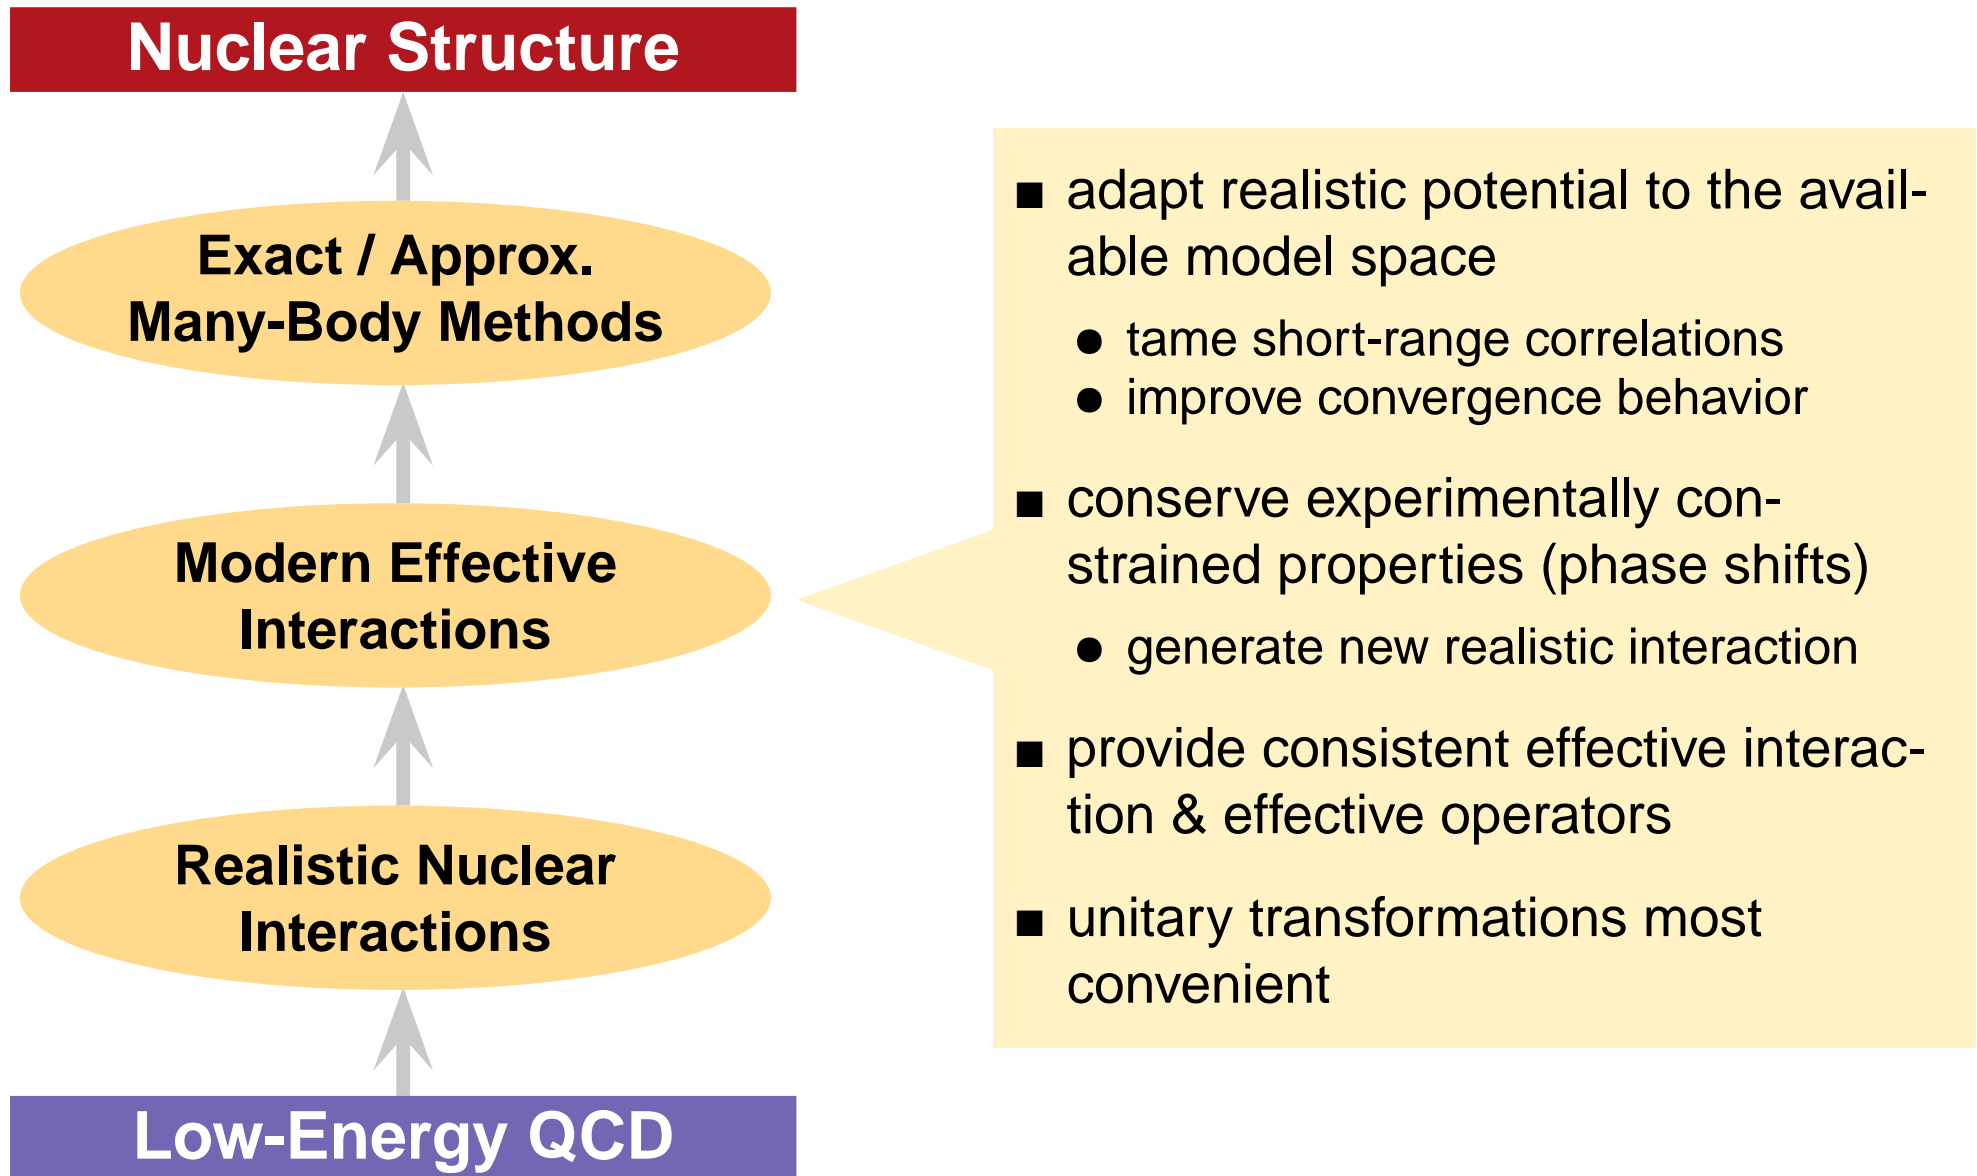 Nuclear Structure
Exact / Approx.
Many-Body Methods
Modern Effective
Interactions
Realistic Nuclear
Interactions
Low-Energy QCD
■ adapt realistic potential to the avail-
able model space
● tame short-range correlations
● improve convergence behavior
■ conserve experimentally con-
strained properties (phase shifts)
● generate new realistic interaction
■ provide consistent effective interac-
tion & effective operators
■ unitary transformations most
convenient